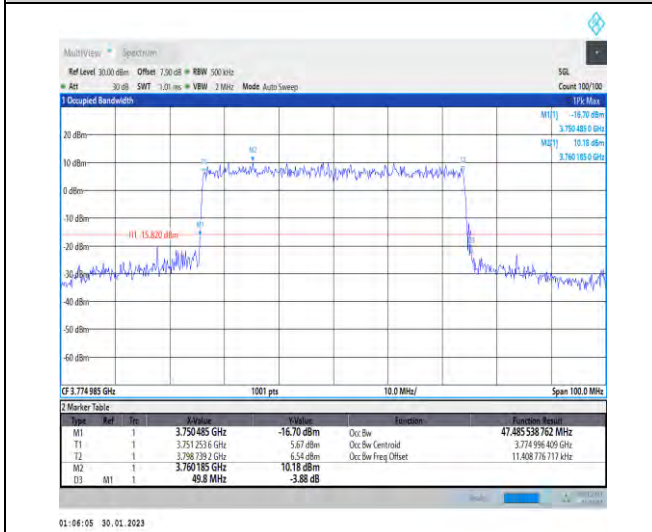 MultiView Spectrum
Ref Level 30.00 dBm Offset 7.50 dB RBW 500 kHz SGL
Att 30 dB SWT 1.01 ms VBW 2 MHz Mode Auto Sweep Count 100/100
1 Occupied Bandwidth 1Pk Max
M1[1] -16.70 dBm
3.750 485 0 GHz
M2[1] 10.18 dBm
3.760 185 0 GHz
20 dBm
M2
T1 T2
10 dBm
0 dBm
-10 dBm
M1
H1 -15.820 dBm
-20 dBm
D3
-30 dBm
-40 dBm
-50 dBm
-60 dBm
CF 3.774 985 GHz 1001 pts 10.0 MHz/ Span 100.0 MHz
2 Marker Table
Type Ref Trc X-Value Y-Value Function Function Result
M1 1 3.750 485 GHz -16.70 dBm Occ Bw 47.485 538 762 MHz
T1 1 3.751 253 6 GHz 5.67 dBm Occ Bw Centroid 3.774 996 409 GHz
T2 1 3.798 739 2 GHz 6.54 dBm Occ Bw Freq Offset 11.408 776 717 kHz
M2 1 3.760 185 GHz 10.18 dBm
D3 M1 1 49.8 MHz -3.88 dB
01:06:05 30.01.2023